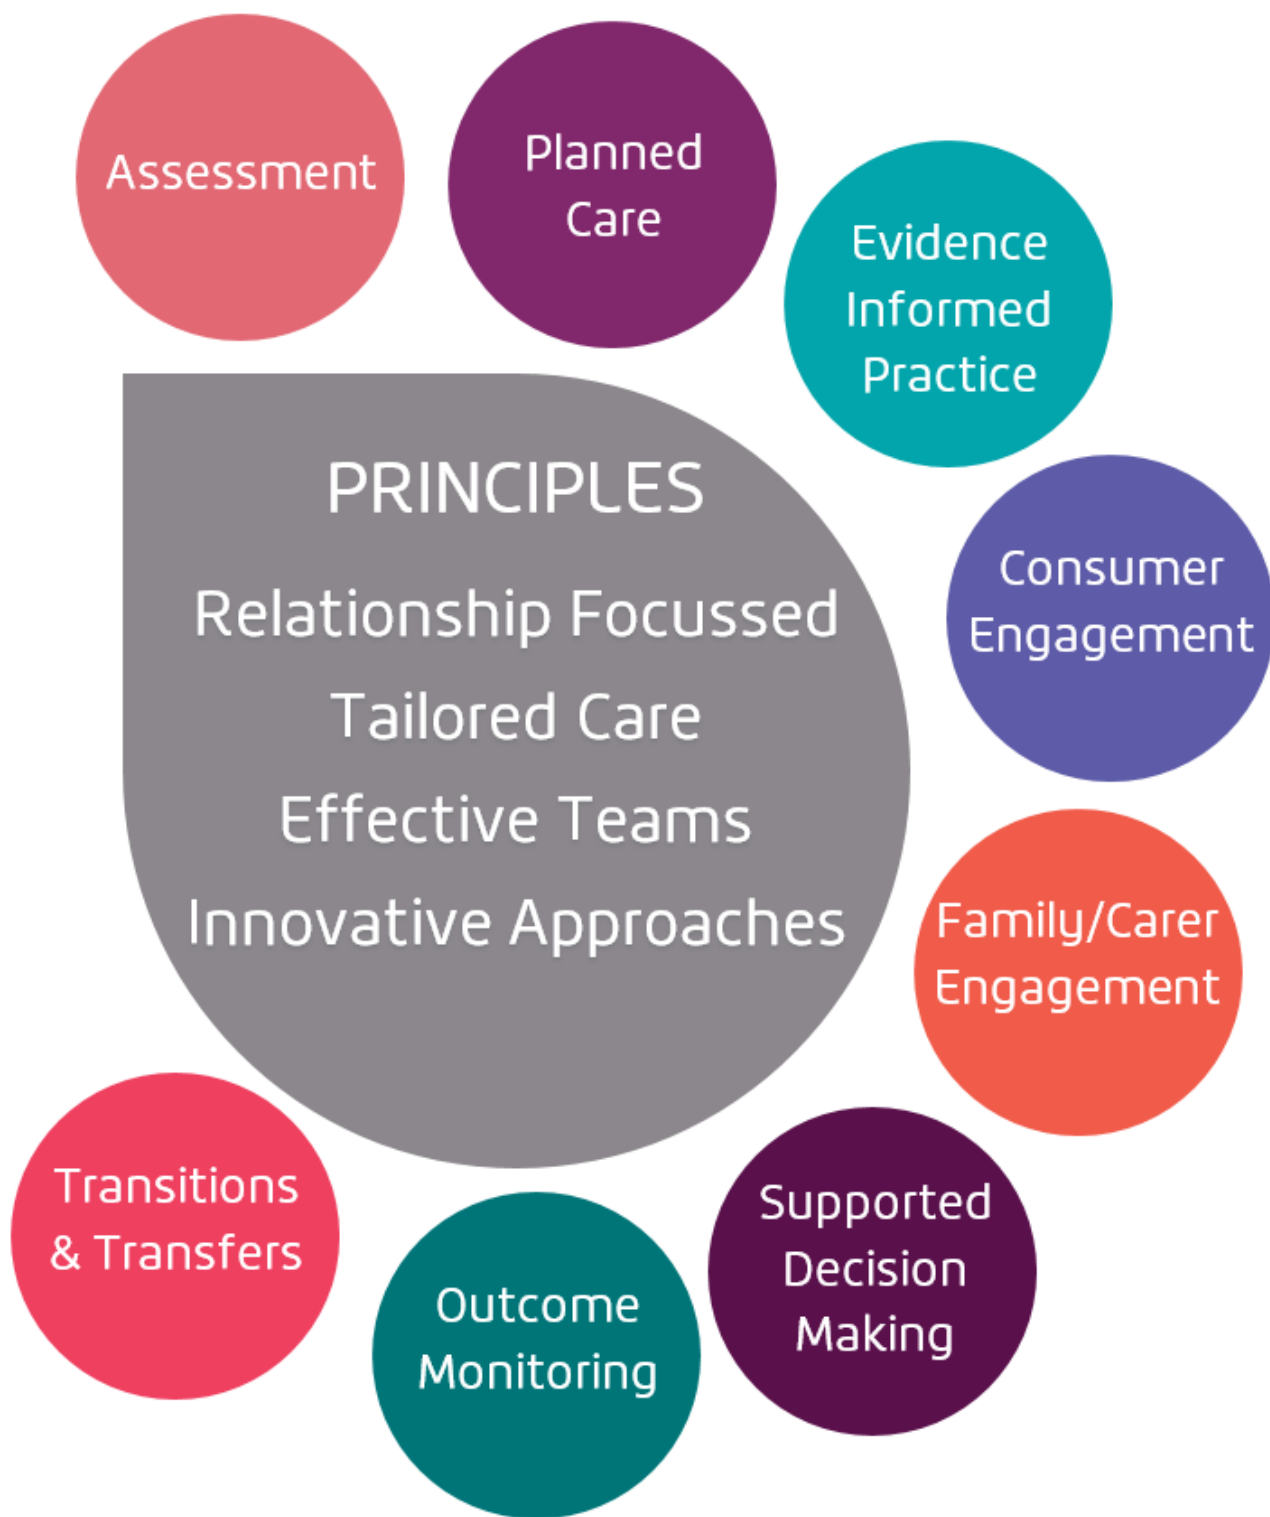 Assessment
Planned
Care
Evidence
Informed
Practice
Consumer
Engagement
Family/Carer
Engagement
Supported
Decision
Making
Outcome
Monitoring
Transitions
& Transfers
PRINCIPLES
Relationship Focussed
Tailored Care
Effective Teams
Innovative Approaches